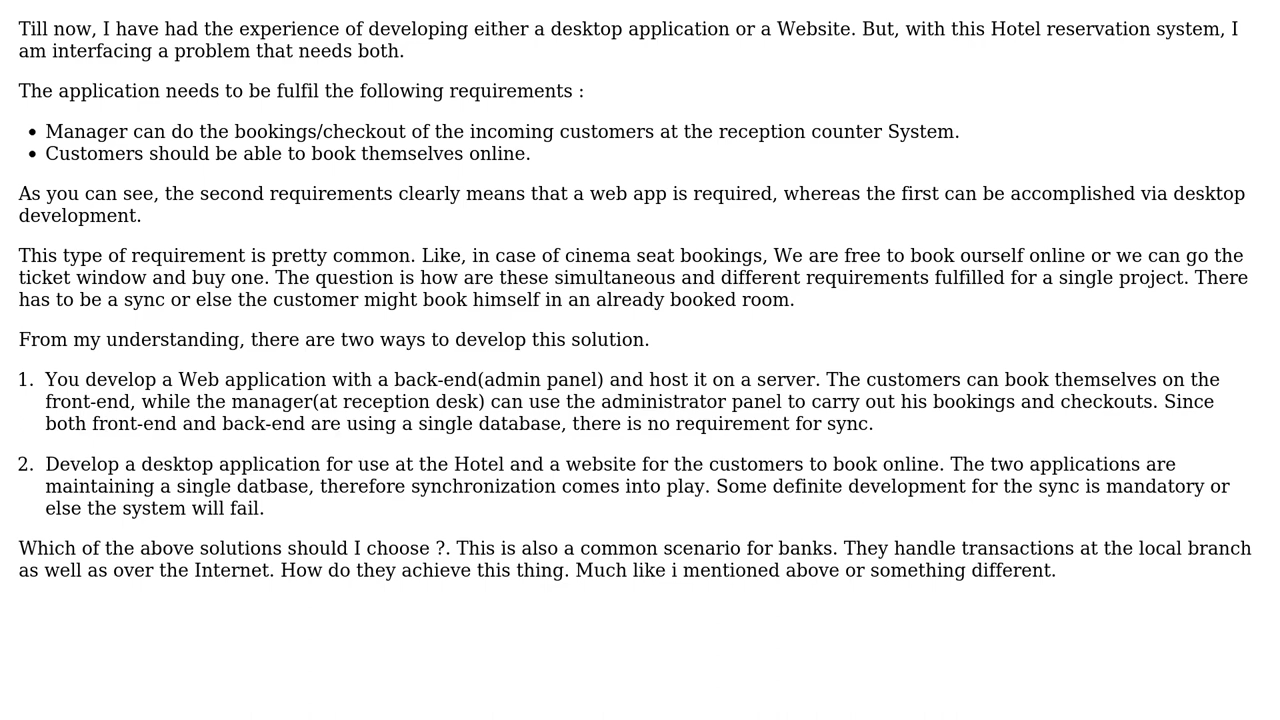 Till now, I have had the experience of developing either a desktop application or a Website. But, with this Hotel reservation system, I
am interfacing a problem that needs both.
The application needs to be fulfil the following requirements :
• Manager can do the bookings/checkout of the incoming customers at the reception counter System.
• Customers should be able to book themselves online.
As you can see, the second requirements clearly means that a web app is required, whereas the first can be accomplished via desktop
development.
This type of requirement is pretty common. Like, in case of cinema seat bookings, We are free to book ourself online or we can go the
ticket window and buy one. The question is how are these simultaneous and different requirements fulfilled for a single project. There
has to be a sync or else the customer might book himself in an already booked room.
From my understanding, there are two ways to develop this solution.
1. You develop a Web application with a back-end(admin panel) and host it on a server. The customers can book themselves on the
front-end, while the manager(at reception desk) can use the administrator panel to carry out his bookings and checkouts. Since
both front-end and back-end are using a single database, there is no requirement for sync.
2. Develop a desktop application for use at the Hotel and a website for the customers to book online. The two applications are
maintaining a single datbase, therefore synchronization comes into play. Some definite development for the sync is mandatory or
else the system will fail.
Which of the above solutions should I choose ?. This is also a common scenario for banks. They handle transactions at the local branch
as well as over the Internet. How do they achieve this thing. Much like i mentioned above or something different.